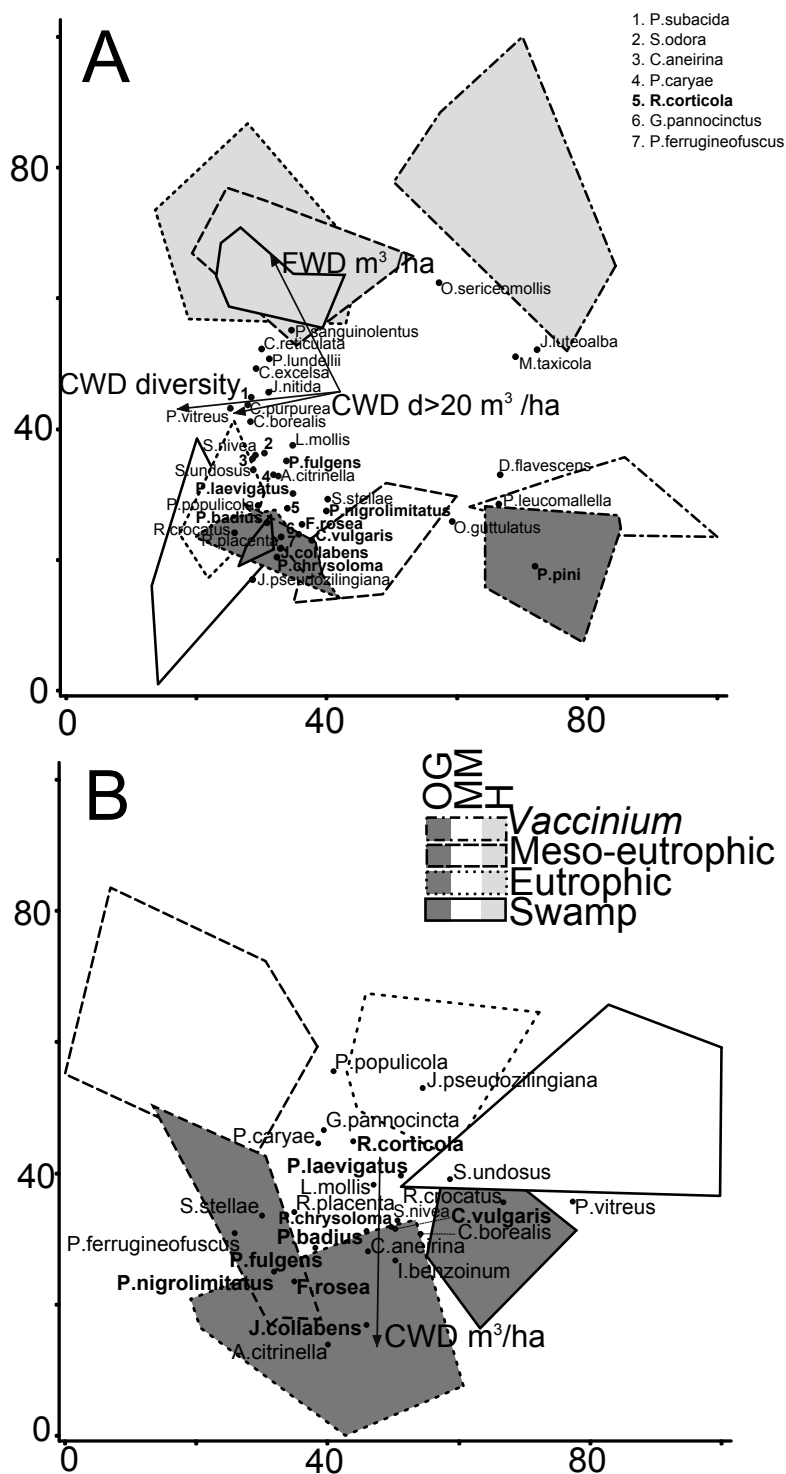 A
1. P.subacida
2. S.odora
3. C.aneirina
4. P.caryae
5. R.corticola
6. G.pannocinctus
7. P.ferrugineofuscus
80
FWD m³/ha
O.sericeomollis
P.sanguinolentus
C.reticulata
J.luteoalba
P.lundellii
M.taxicola
C.excelsa
CWD diversity
J.nitida
1
CWD d>20 m³/ha
P.vitreus
C.purpurea
40
C.borealis
L.mollis
S.nivea
2
3
P.fulgens
D.flavescens
S.undosus
4
A.citrinella
P.laevigatus
S.stellae
P.leucomallella
P.populicola
5
P.nigrolimitatus
P.badius
F.rosea
O.guttulatus
R.crocatus
6
C.vulgaris
R.placenta
7
J.collabens
P.chrysoloma
P.pini
J.pseudozilingiana
0
0
40
80
B
OG
MM
H
Vaccinium
Meso-eutrophic
Eutrophic
Swamp
80
P.populicola
J.pseudozilingiana
G.pannocincta
P.caryae
R.corticola
40
P.laevigatus
S.undosus
L.mollis
R.crocatus
S.stellae
R.placenta
S.nivea
P.vitreus
P.chrysoloma
C.vulgaris
P.badius
C.borealis
P.ferrugineofuscus
C.aneirina
P.fulgens
I.benzoinum
P.nigrolimitatus
F.rosea
J.collabens
CWD m³/ha
A.citrinella
0
0
40
80